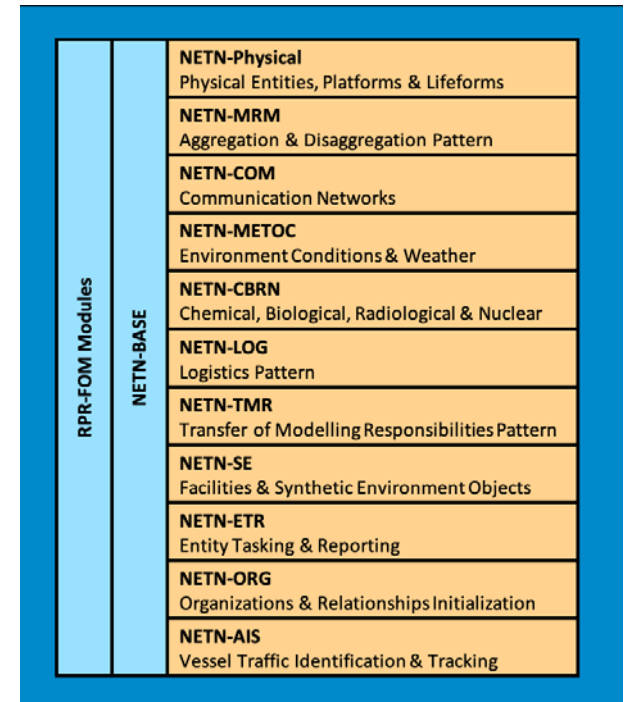 RPR-FOM Modules
NETN-BASE
NETN-Physical
Physical Entities, Platforms & Lifeforms
NETN-MRM
Aggregation & Disaggregation Pattern
NETN-COM
Communication Networks
NETN-METOC
Environment Conditions & Weather
NETN-CBRN
Chemical, Biological, Radiological & Nuclear
NETN-LOG
Logistics Pattern
NETN-TMR
Transfer of Modelling Responsibilities Pattern
NETN-SE
Facilities & Synthetic Environment Objects
NETN-ETR
Entity Tasking & Reporting
NETN-ORG
Organizations & Relationships Initialization
NETN-AIS
Vessel Traffic Identification & Tracking